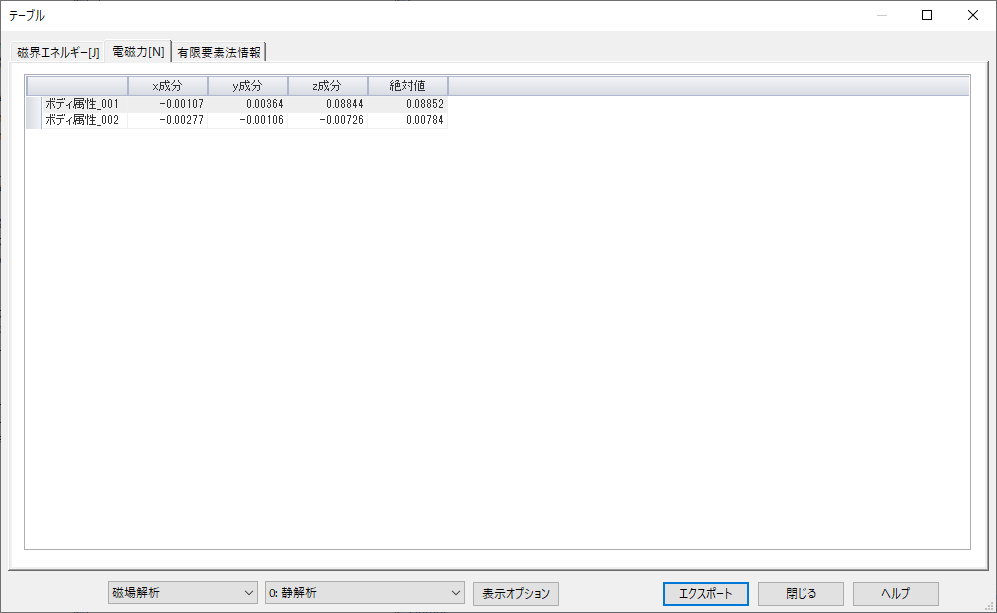 テーブル
磁界エネルギー[J] 電磁力[N] 有限要素法情報
x成分 y成分 z成分 絶対値
ボディ属性_001 -0.00107 0.00364 0.08844 0.08852
ボディ属性_002 -0.00277 -0.00106 -0.00726 0.00784
磁場解析 0: 静解析 表示オプション エクスポート 閉じる ヘルプ